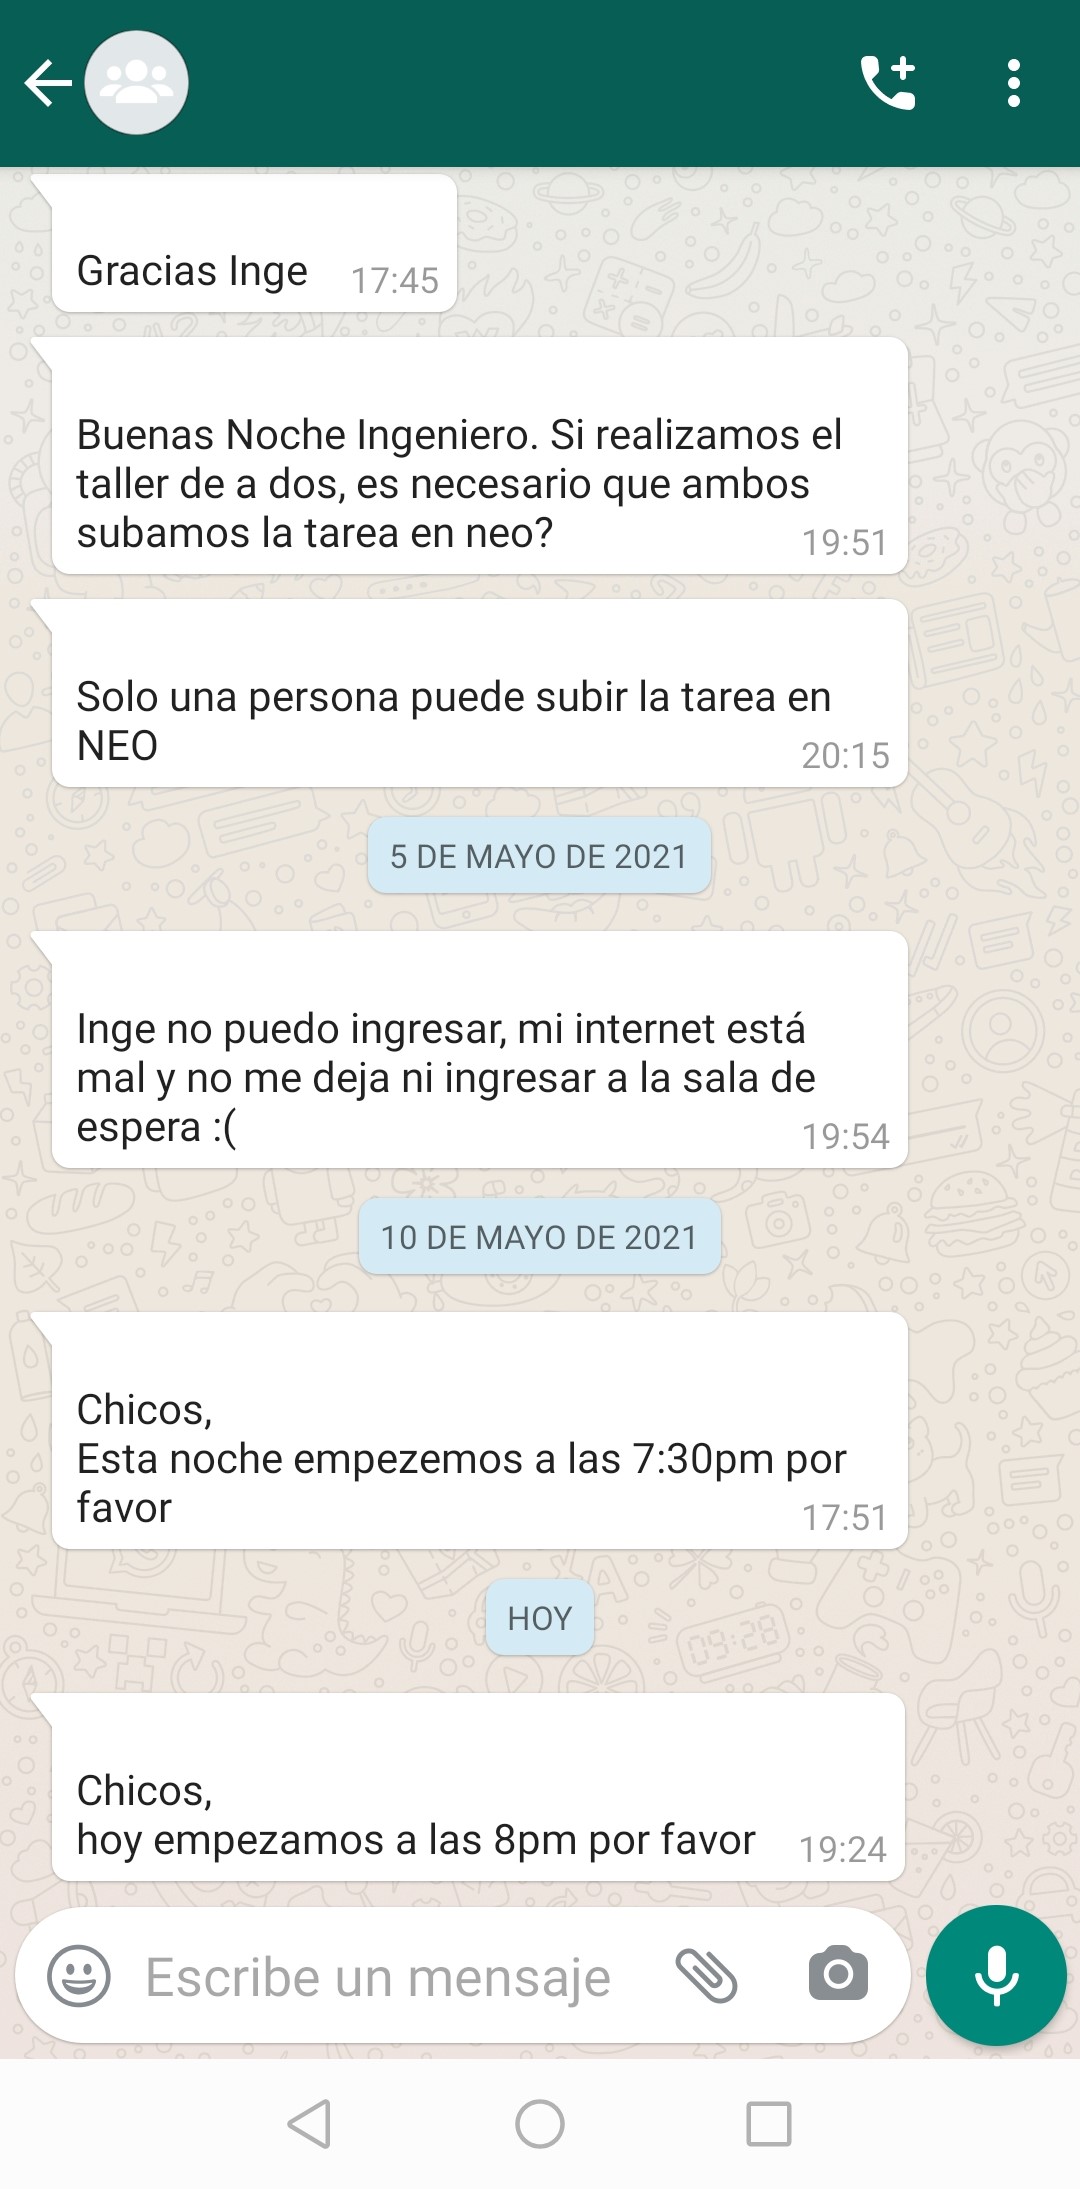 Gracias Inge 17:45
Buenas Noche Ingeniero. Si realizamos el
taller de a dos, es necesario que ambos
subamos la tarea en neo? 19:51
Solo una persona puede subir la tarea en
NEO 20:15
5 DE MAYO DE 2021
Inge no puedo ingresar, mi internet está
mal y no me deja ni ingresar a la sala de
espera :( 19:54
10 DE MAYO DE 2021
Chicos,
Esta noche empezemos a las 7:30pm por
favor 17:51
HOY
09:28
Chicos,
hoy empezamos a las 8pm por favor 19:24
Escribe un mensaje